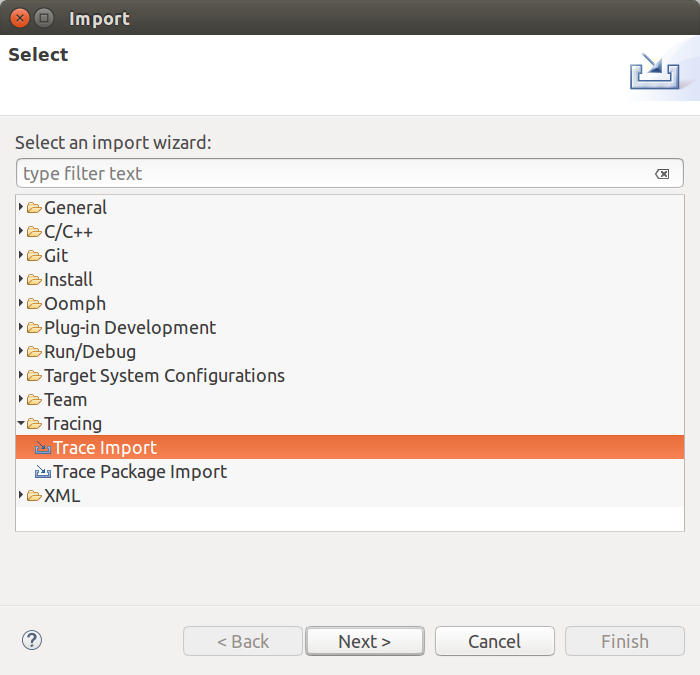 Import
Select
Select an import wizard:
type filter text
General
C/C++
Git
Install
Oomph
Plug-in Development
Run/Debug
Target System Configurations
Team
Tracing
Trace Import
Trace Package Import
XML
?
< Back
Next >
Cancel
Finish